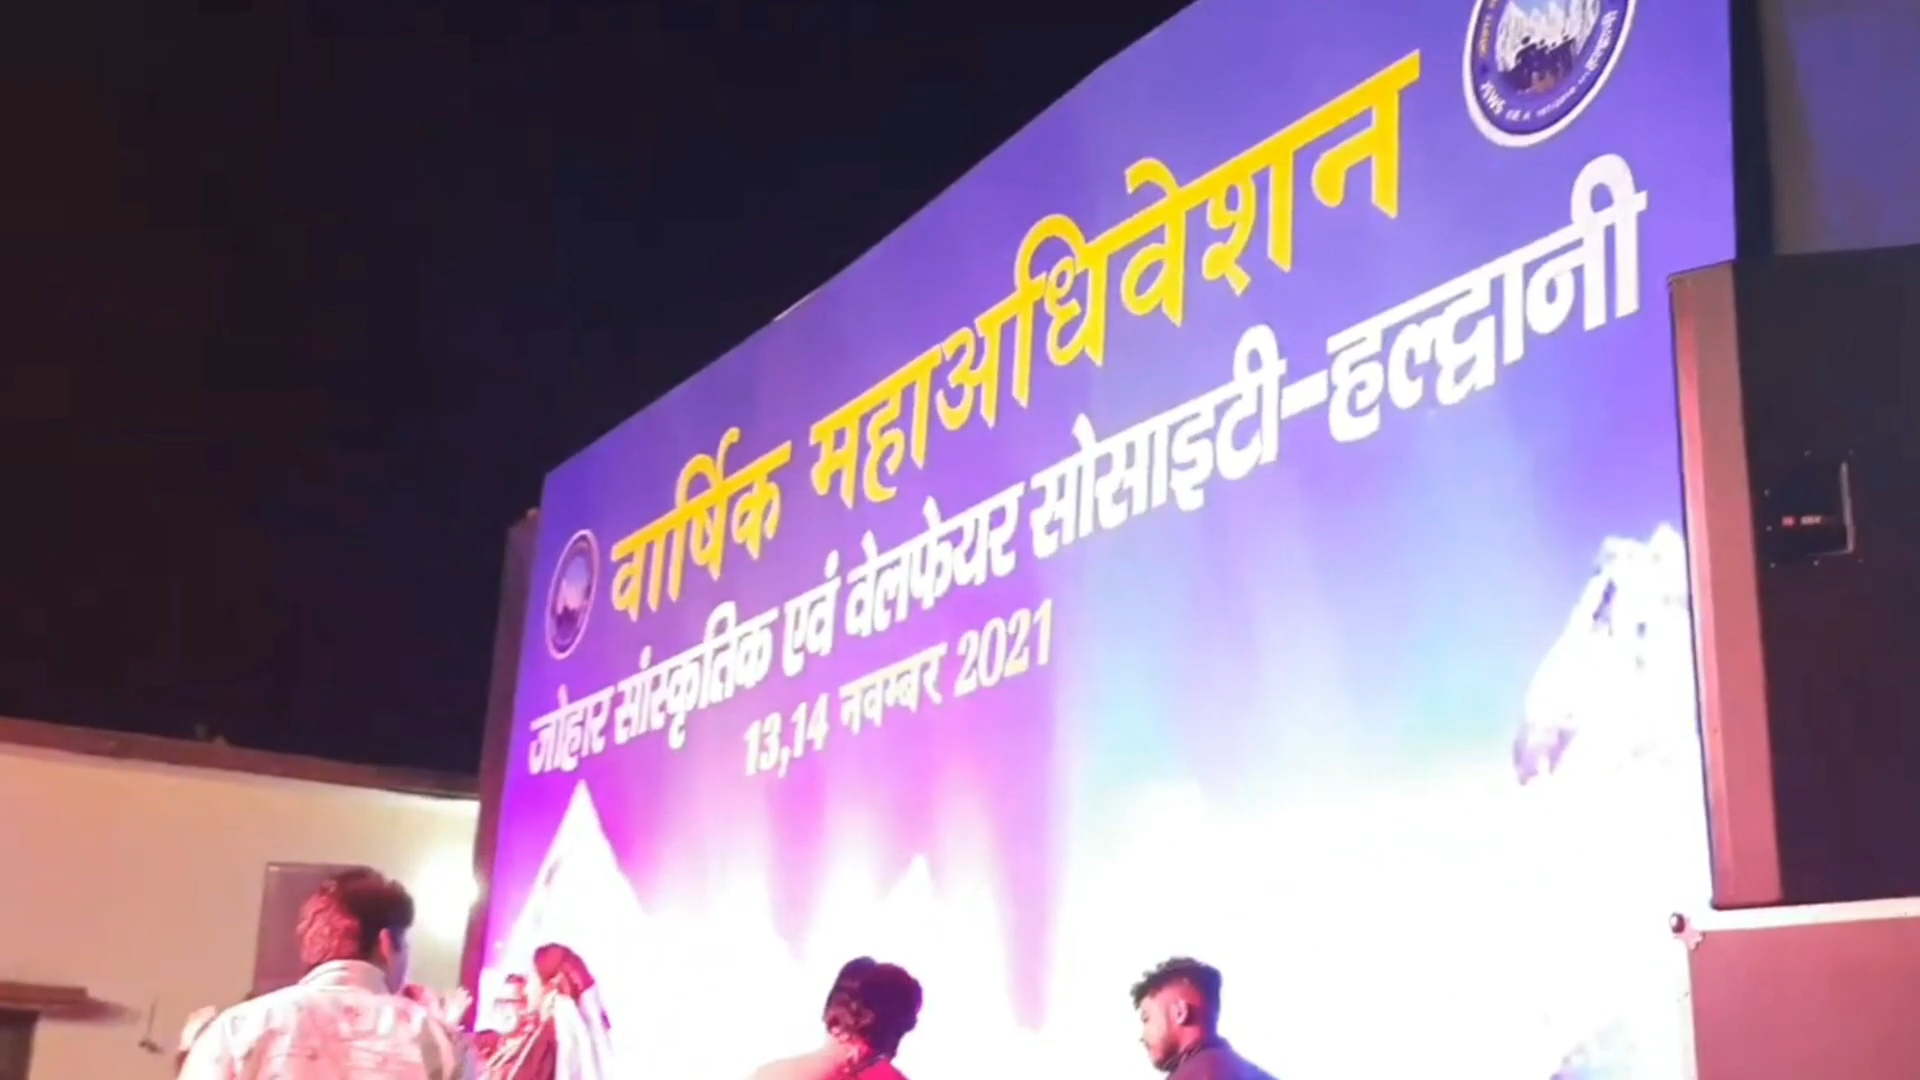 वार्षिक महाअधिवेशन
जोहार सांस्कृतिक एवं वेलफेयर सोसाइटी-हल्द्वानी
13,14 नवम्बर 2021